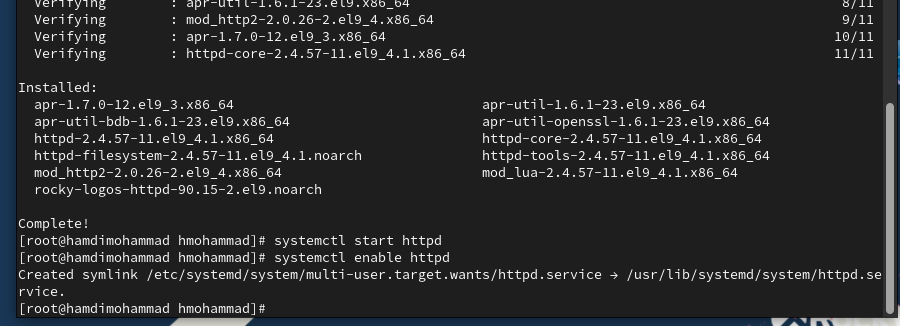 Verifying : apr-util-1.6.1-23.el9.x86_64 8/11
Verifying : mod_http2-2.0.26-2.el9_4.x86_64 9/11
Verifying : apr-1.7.0-12.el9_3.x86_64 10/11
Verifying : httpd-core-2.4.57-11.el9_4.1.x86_64 11/11
Installed:
apr-1.7.0-12.el9_3.x86_64 apr-util-1.6.1-23.el9.x86_64
apr-util-bdb-1.6.1-23.el9.x86_64 apr-util-openssl-1.6.1-23.el9.x86_64
httpd-2.4.57-11.el9_4.1.x86_64 httpd-core-2.4.57-11.el9_4.1.x86_64
httpd-filesystem-2.4.57-11.el9_4.1.noarch httpd-tools-2.4.57-11.el9_4.1.x86_64
mod_http2-2.0.26-2.el9_4.x86_64 mod_lua-2.4.57-11.el9_4.1.x86_64
rocky-logos-httpd-90.15-2.el9.noarch
Complete!
[root@hamdimohammad hmohammad]# systemctl start httpd
[root@hamdimohammad hmohammad]# systemctl enable httpd
Created symlink /etc/systemd/system/multi-user.target.wants/httpd.service → /usr/lib/systemd/system/httpd.se
rvice.
[root@hamdimohammad hmohammad]#